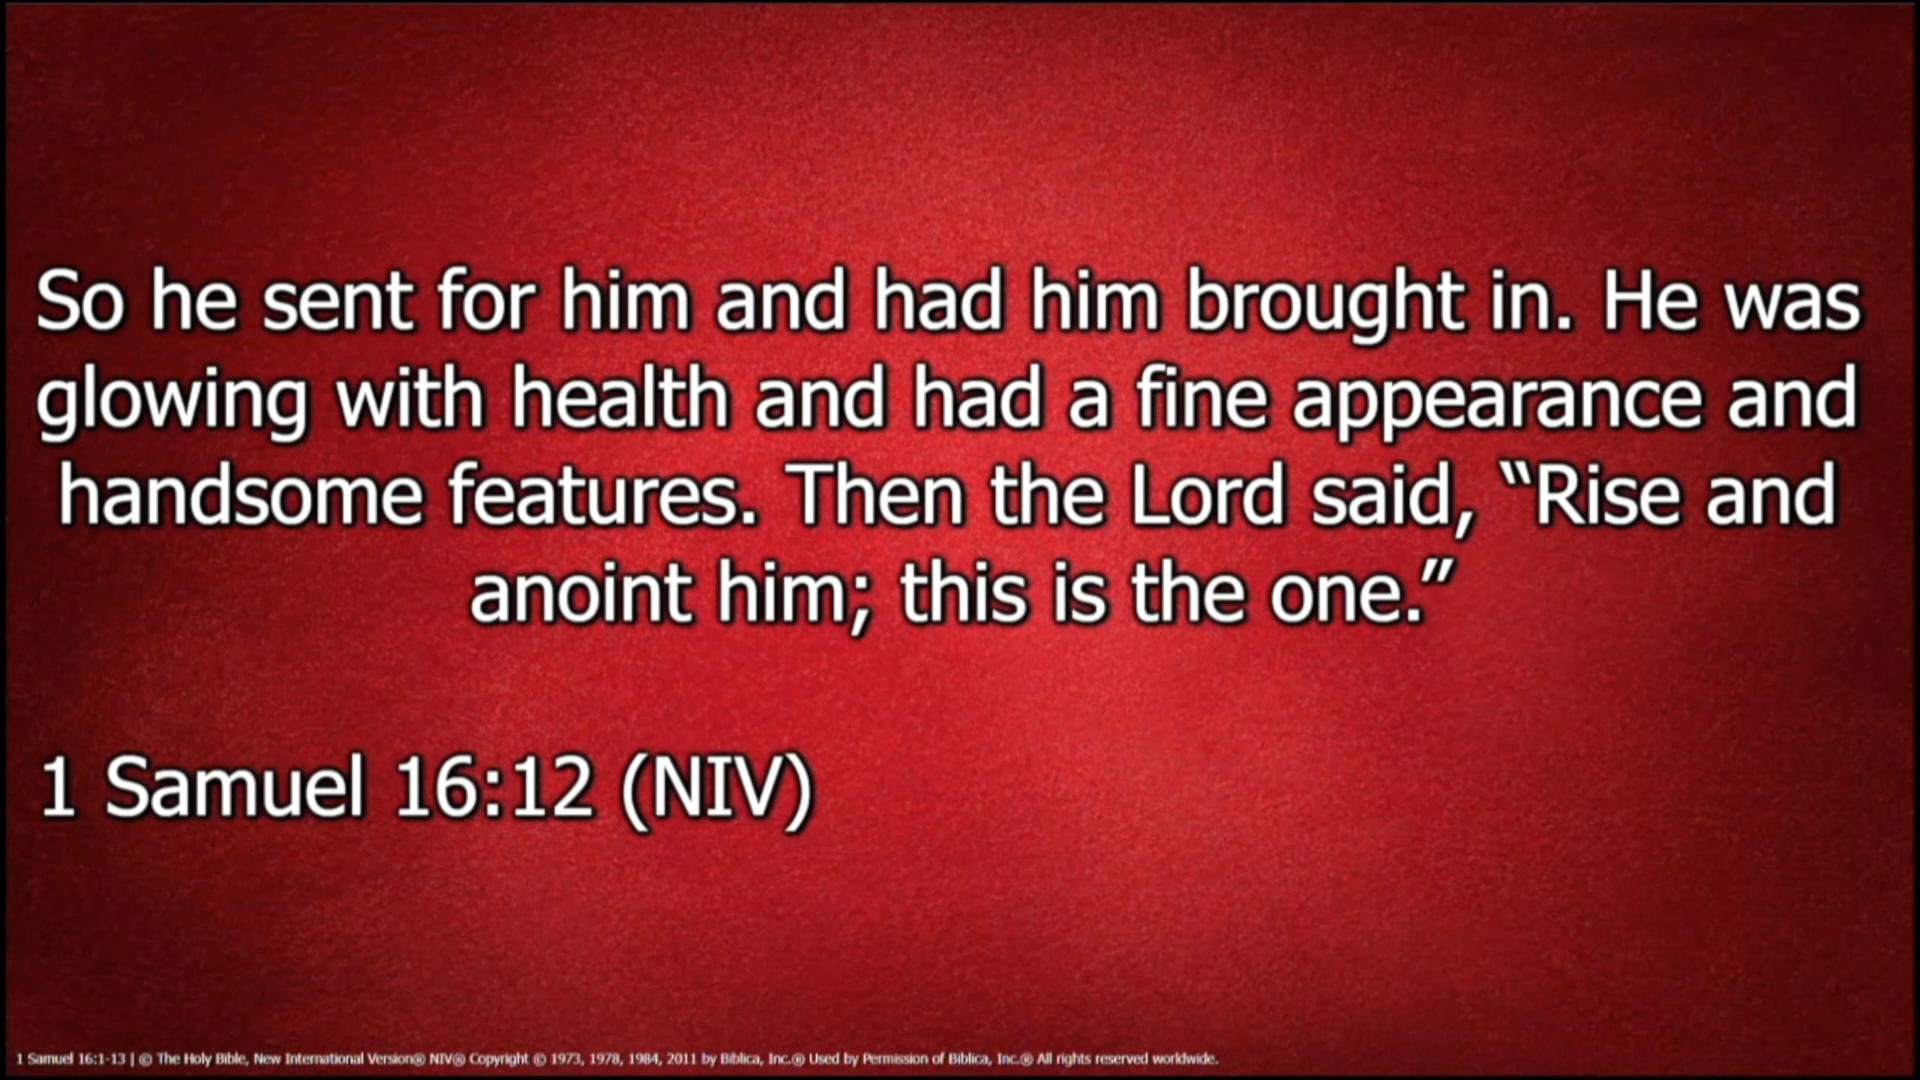 So he sent for him and had him brought in. He was
glowing with health and had a fine appearance and
handsome features. Then the Lord said, “Rise and
anoint him; this is the one.”
1 Samuel 16:12 (NIV)
1 Samuel 16:1-13 | © The Holy Bible, New International Version® NIV® Copyright © 1973, 1978, 1984, 2011 by Biblica, Inc.® Used by Permission of Biblica, Inc.® All rights reserved worldwide.